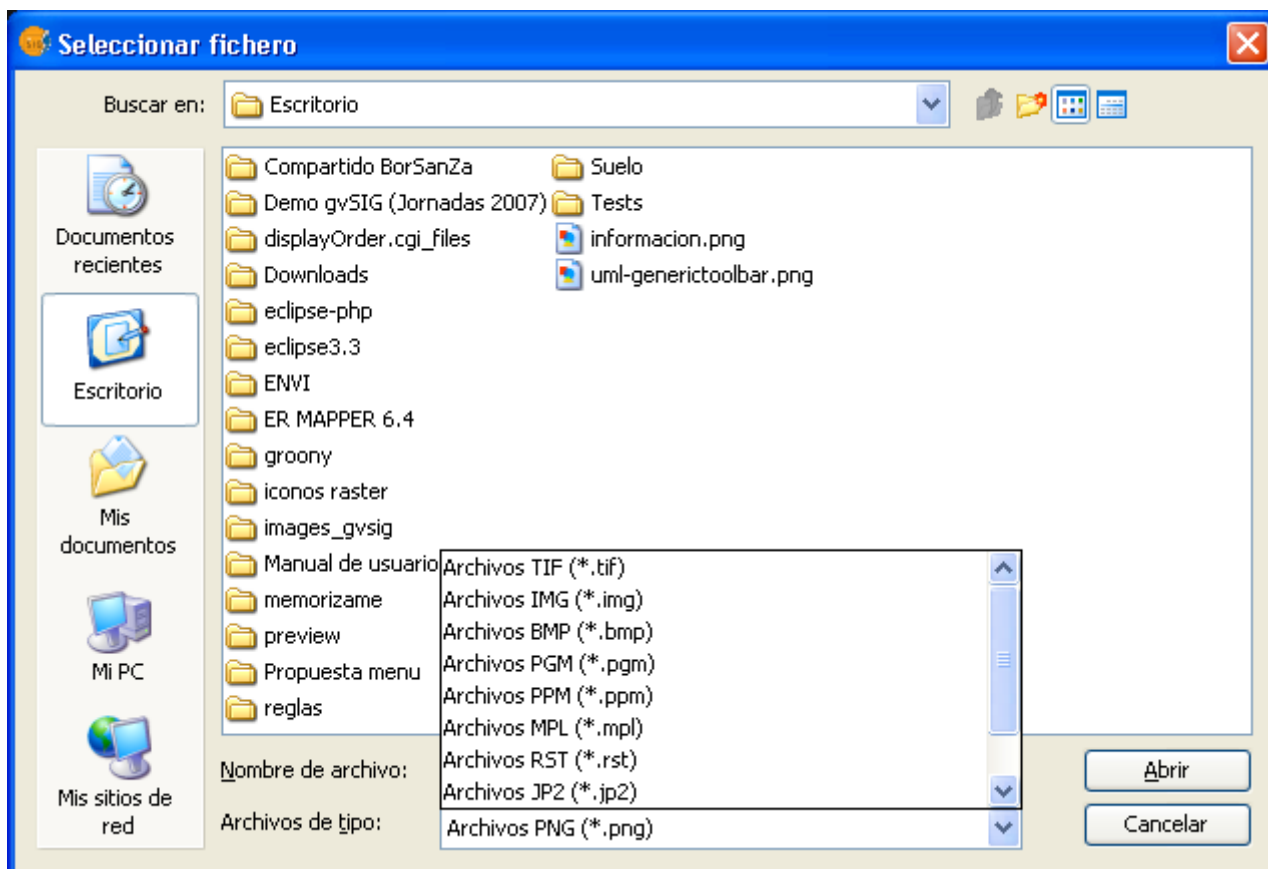 Seleccionar fichero
Buscar en:
Escritorio
Documentos
recientes
Escritorio
Mis
documentos
Mi PC
Mis sitios de
red
Compartido BorSanZa
Demo gvSIG (Jornadas 2007)
displayOrder.cgi_files
Downloads
eclipse-php
eclipse3.3
ENVI
ER MAPPER 6.4
groony
iconos raster
images_gvsig
Manual de usuario
memorizame
preview
Propuesta menu
reglas
Suelo
Tests
informacion.png
uml-generictoolbar.png
Archivos TIF (*.tif)
Archivos IMG (*.img)
Archivos BMP (*.bmp)
Archivos PGM (*.pgm)
Archivos PPM (*.ppm)
Archivos MPL (*.mpl)
Archivos RST (*.rst)
Archivos JP2 (*.jp2)
Nombre de archivo:
Abrir
Archivos de tipo:
Archivos PNG (*.png)
Cancelar